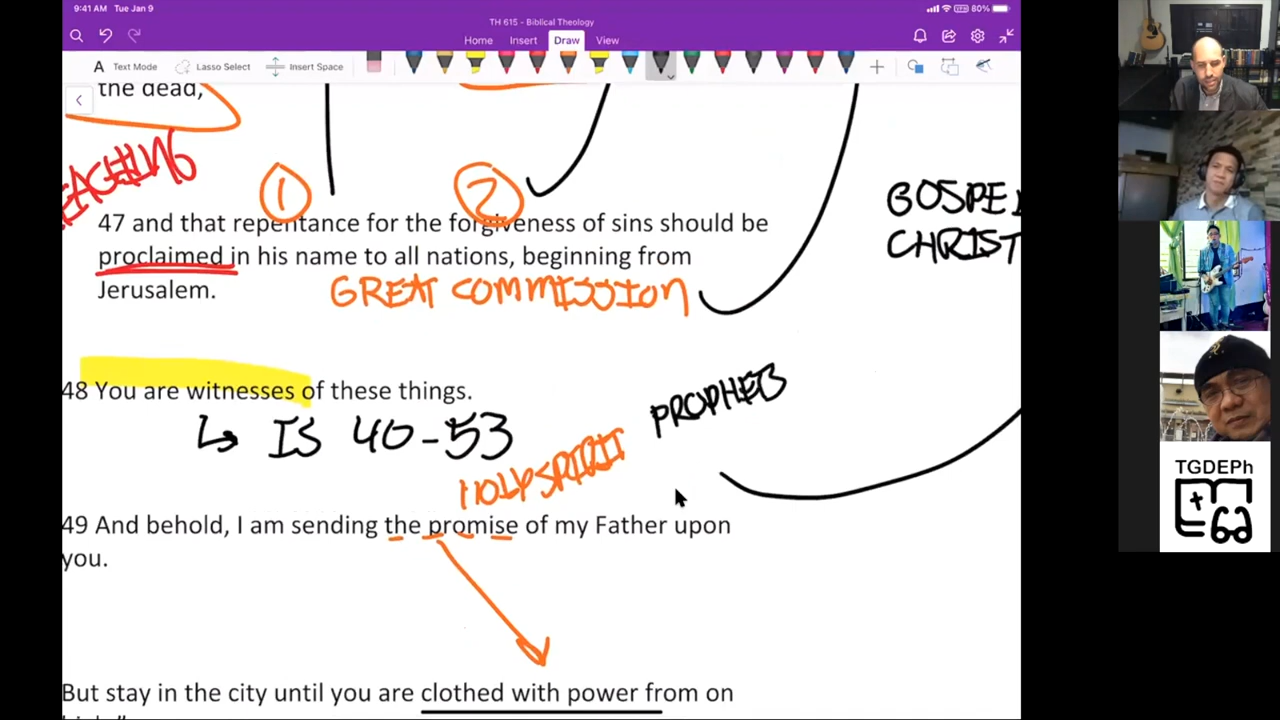 9:41 AM Tue Jan 9
80%
TH 615 - Biblical Theology
Home Insert Draw View
A Text Mode Lasso Select Insert Space
the dead,
1 2
47 and that repentance for the forgiveness of sins should be
proclaimed in his name to all nations, beginning from
Jerusalem.
GREAT COMMISSION
GOSPEL
CHRIST
48 You are witnesses of these things.
↳ IS 40-53
HOLY SPIRIT
49 And behold, I am sending the promise of my Father upon
you.
But stay in the city until you are clothed with power from on
TGDEPh